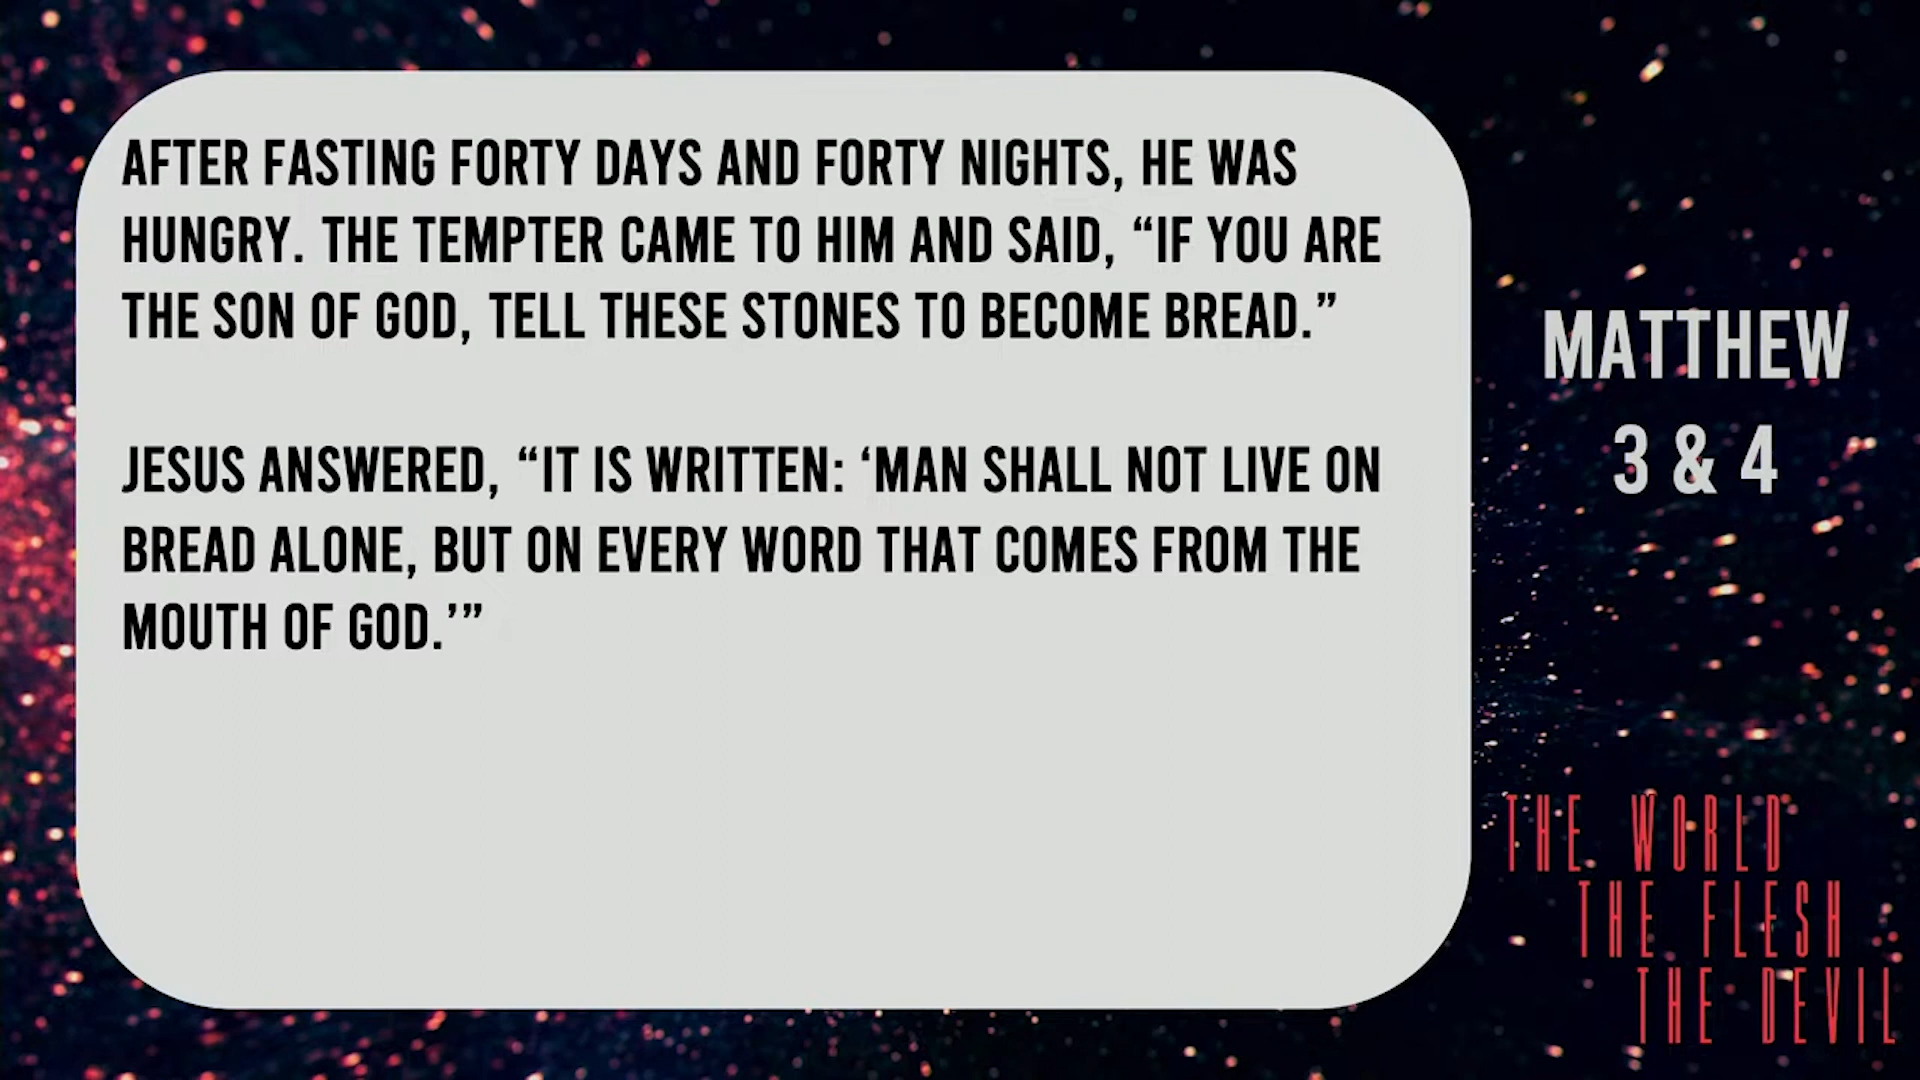 AFTER FASTING FORTY DAYS AND FORTY NIGHTS, HE WAS
HUNGRY. THE TEMPTER CAME TO HIM AND SAID, “IF YOU ARE
THE SON OF GOD, TELL THESE STONES TO BECOME BREAD.”
JESUS ANSWERED, “IT IS WRITTEN: ‘MAN SHALL NOT LIVE ON
BREAD ALONE, BUT ON EVERY WORD THAT COMES FROM THE
MOUTH OF GOD.’”
MATTHEW
3 & 4
THE WORLD
THE FLESH
THE DEVIL